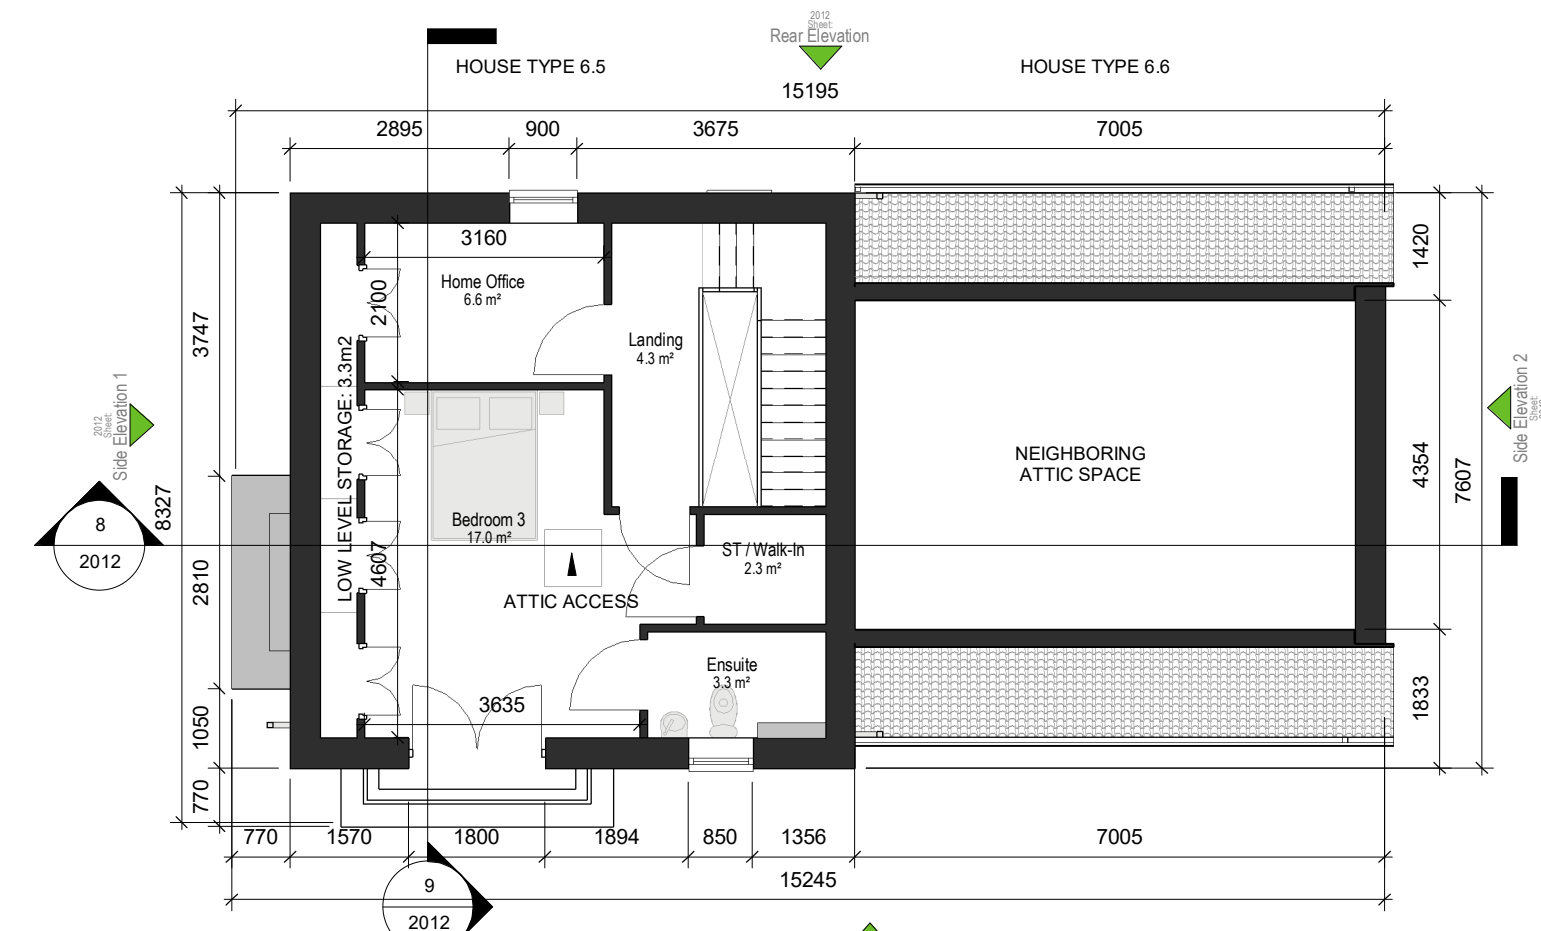 2012
Sheet:
Rear Elevation
HOUSE TYPE 6.5
HOUSE TYPE 6.6
15195
2895
900
3675
7005
3160
Home Office
6.6 m²
2100
1420
3747
Landing
4.3 m²
LOW LEVEL STORAGE: 3.3m2
2012
Sheet:
Side Elevation 1
Side Elevation 2
2012
Sheet:
NEIGHBORING
ATTIC SPACE
4354
7607
8327
8
2012
Bedroom 3
17.0 m²
ST / Walk-In
2.3 m²
4607
2810
ATTIC ACCESS
Ensuite
3.3 m²
3635
1050
1833
770
770
1570
1800
1894
850
1356
7005
15245
9
2012